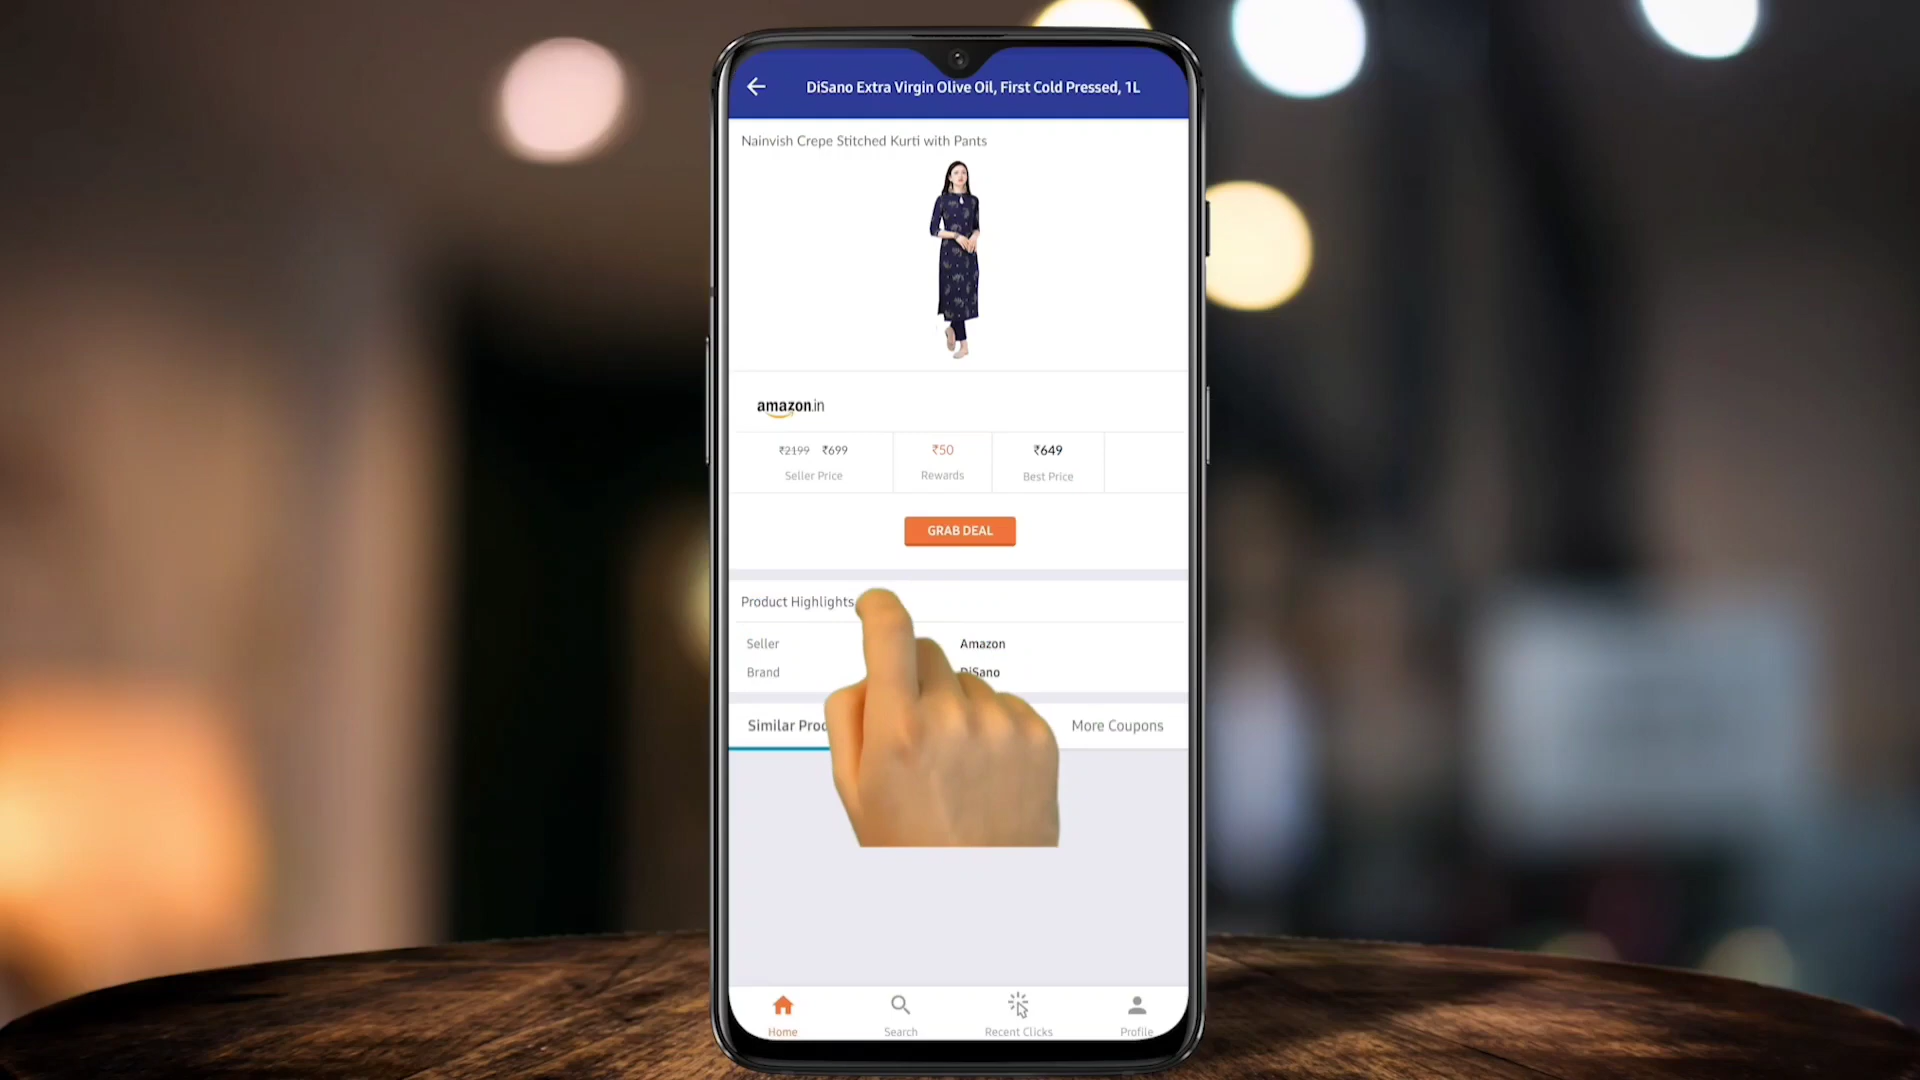 DiSano Extra Virgin Olive Oil, First Cold Pressed, 1L
Nainvish Crepe Stitched Kurti with Pants
amazon.in
₹2199 ₹699 ₹50 ₹649
Seller Price Rewards Best Price
GRAB DEAL
Product Highlights
Seller Amazon
Brand DiSano
Similar More Coupons
Home Search Recent Clicks Profile